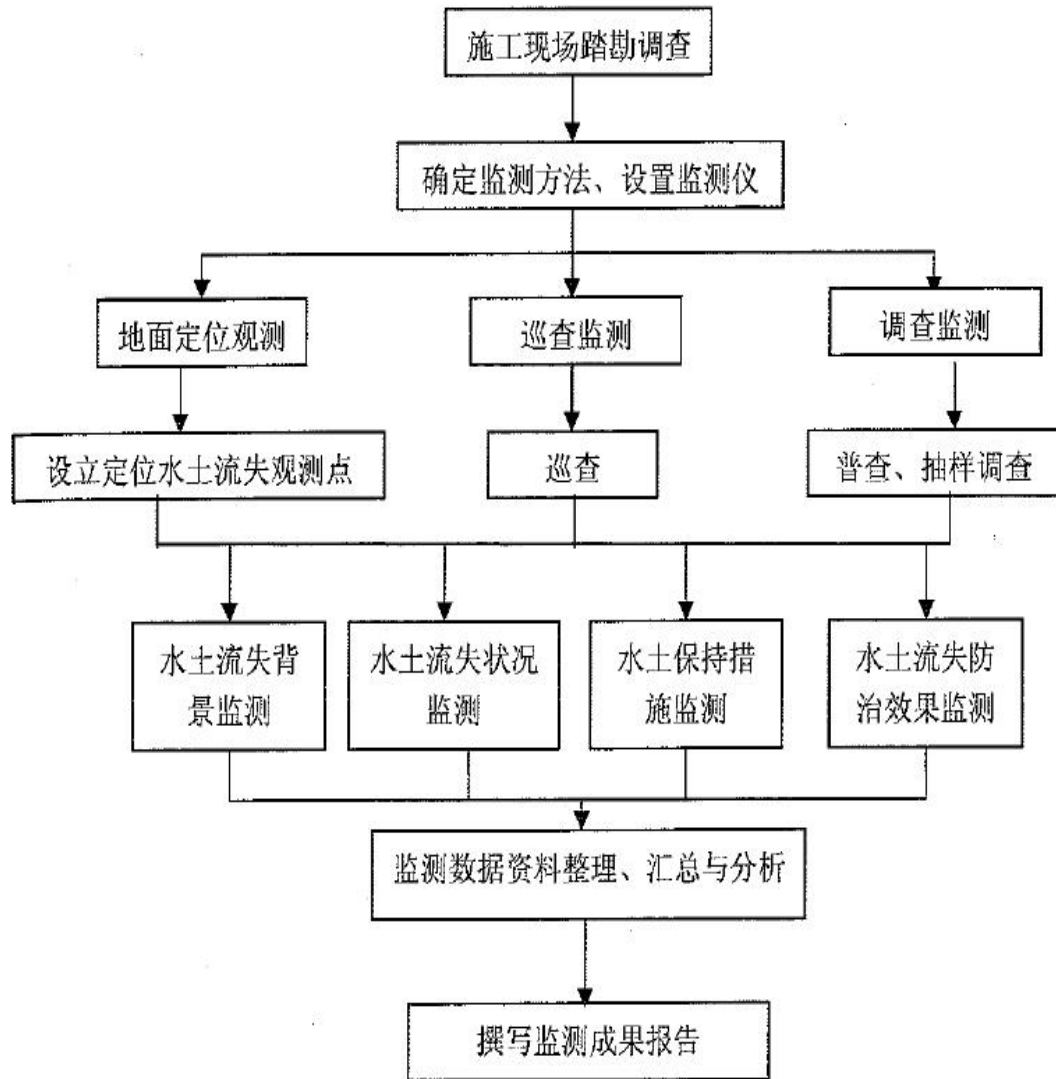 施工现场踏勘调查
确定监测方法、设置监测仪
地面定位观测
巡查监测
调查监测
设立定位水土流失观测点
巡查
普查、抽样调查
水土流失背
景监测
水土流失状况
监测
水土保持措
施监测
水土流失防
治效果监测
监测数据资料整理、汇总与分析
撰写监测成果报告